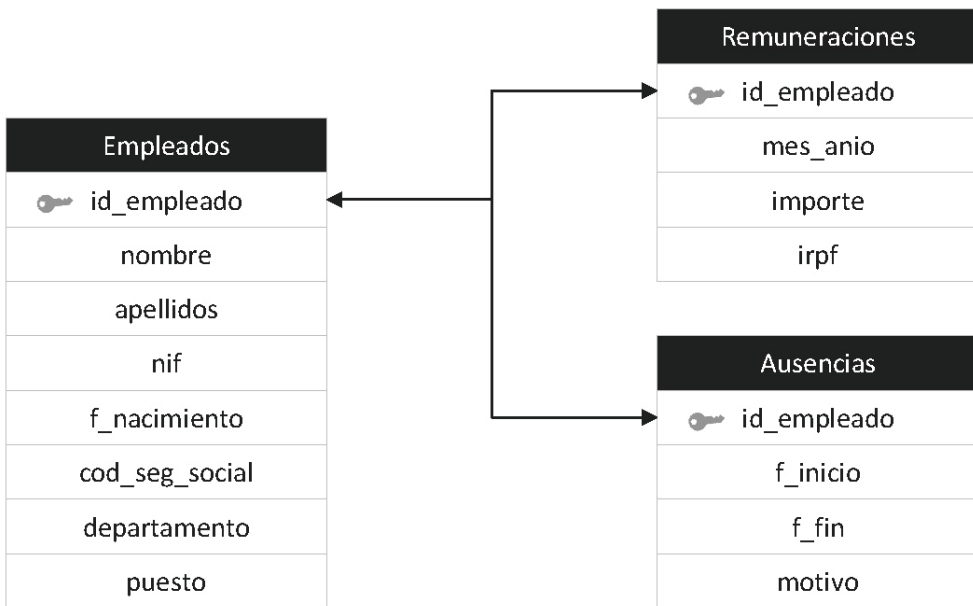 Empleados
id_empleado
nombre
apellidos
nif
f_nacimiento
cod_seg_social
departamento
puesto
Remuneraciones
id_empleado
mes_anio
importe
irpf
Ausencias
id_empleado
f_inicio
f_fin
motivo